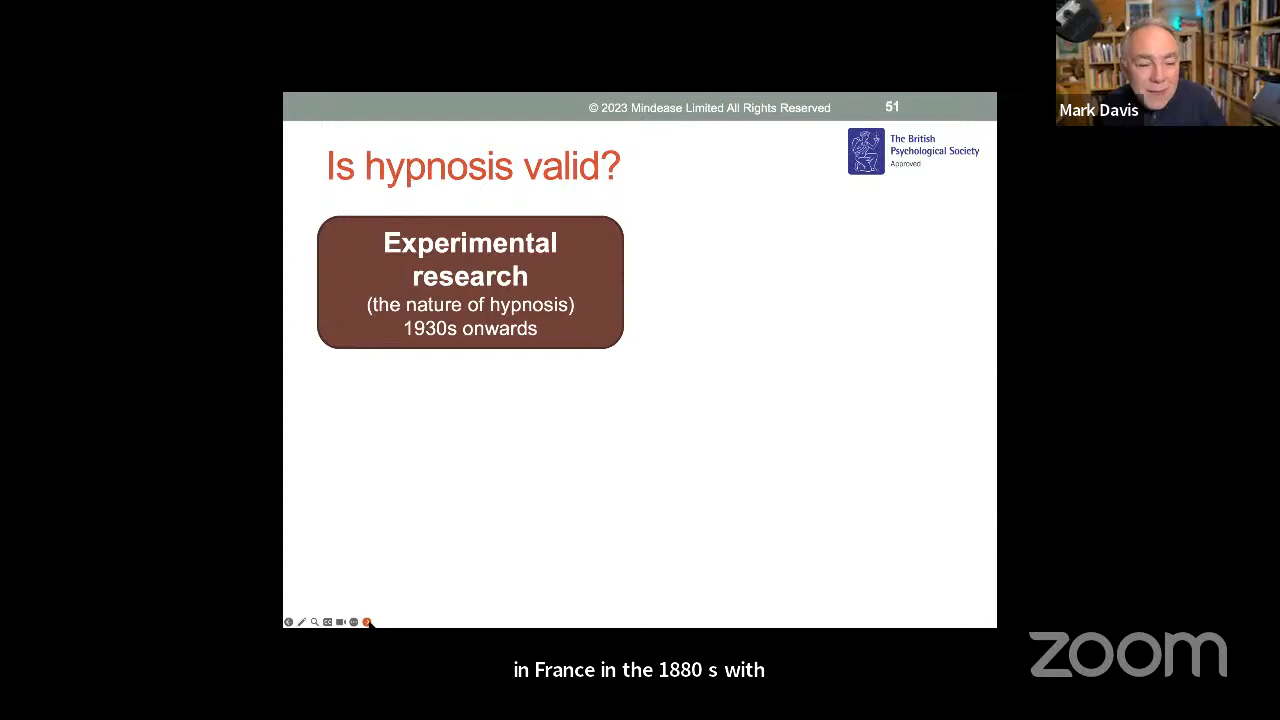 © 2023 Mindease Limited All Rights Reserved 51
Mark Davis
Is hypnosis valid?
The British
Psychological Society
Approved
Experimental
research
(the nature of hypnosis)
1930s onwards
in France in the 1880 s with
zoom